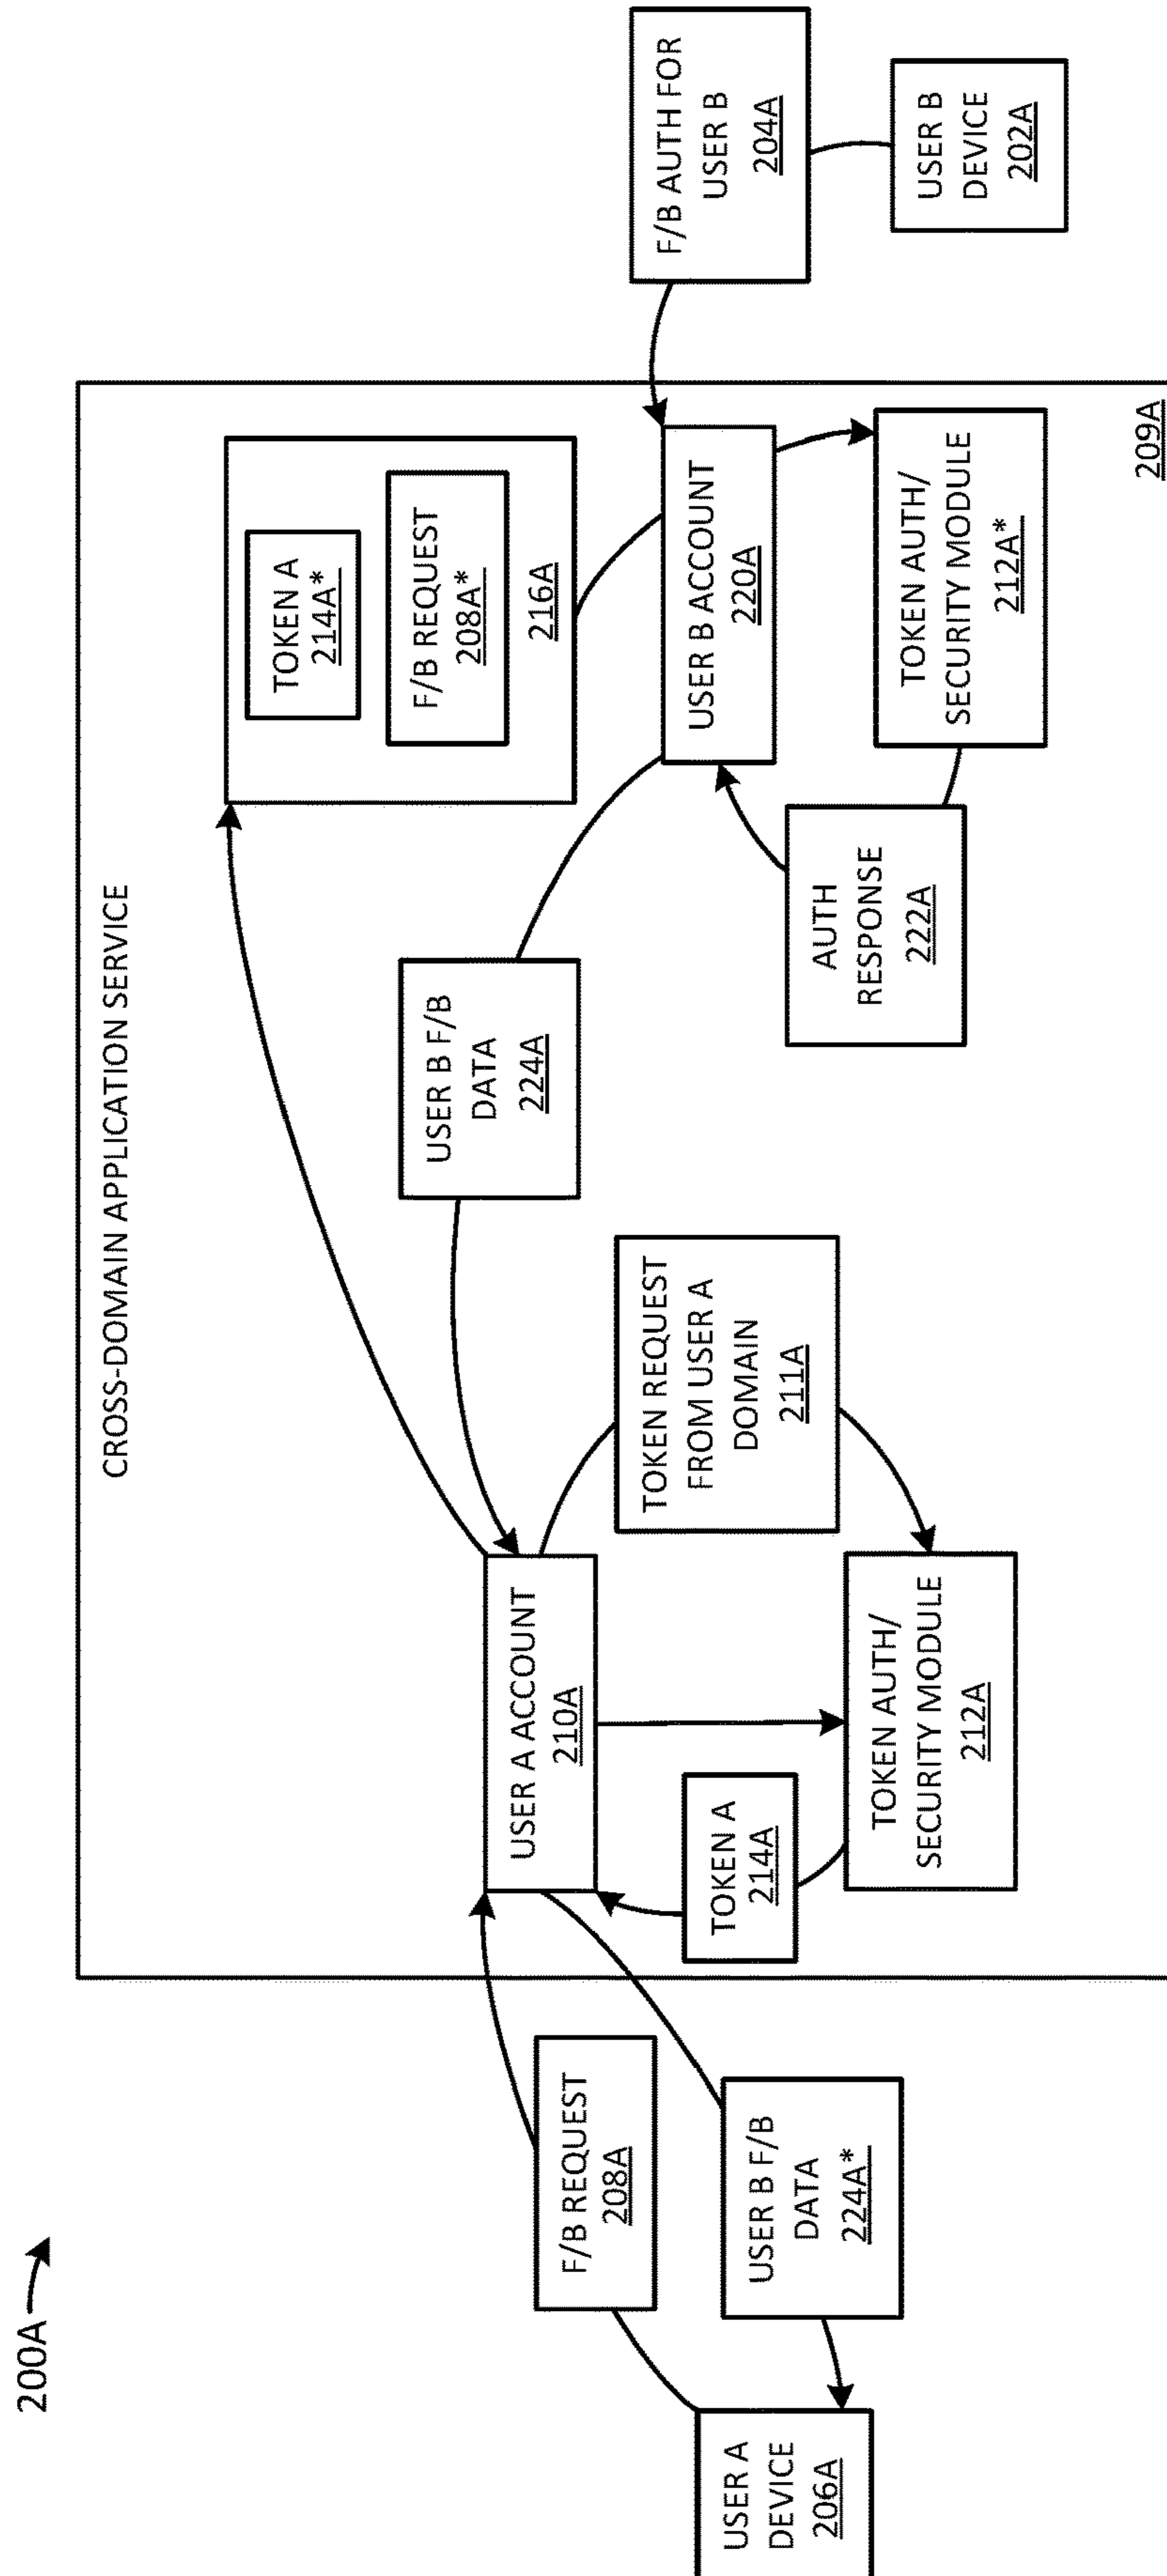 200A
CROSS-DOMAIN APPLICATION SERVICE
USER A
DEVICE
206A
F/B REQUEST
208A
USER B F/B
DATA
224A*
USER A ACCOUNT
210A
TOKEN A
214A
TOKEN AUTH/
SECURITY MODULE
212A
TOKEN REQUEST
FROM USER A
DOMAIN
211A
USER B F/B
DATA
224A
TOKEN A
214A*
F/B REQUEST
208A*
216A
USER B ACCOUNT
220A
AUTH
RESPONSE
222A
TOKEN AUTH/
SECURITY MODULE
212A*
209A
F/B AUTH FOR
USER B
204A
USER B
DEVICE
202A